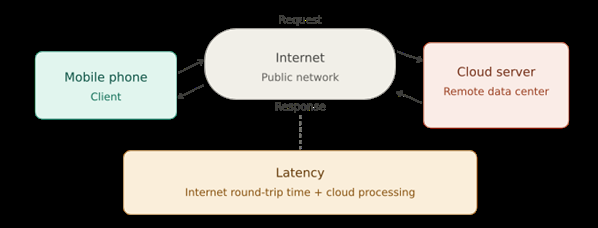 Request
Internet
Public network
Mobile phone
Client
Cloud server
Remote data center
Response
Latency
Internet round-trip time + cloud processing